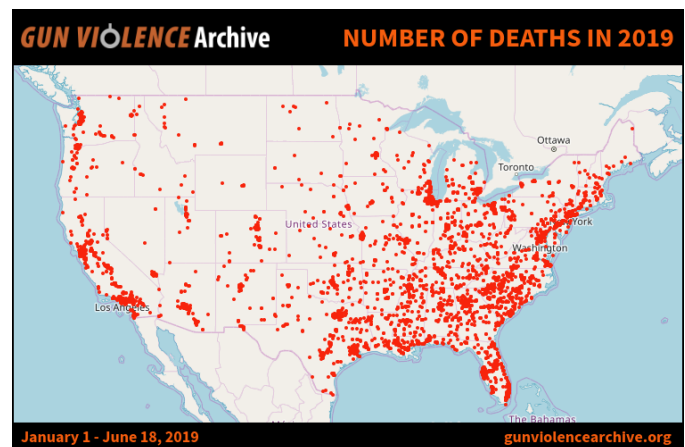 GUN VIOLENCE Archive
NUMBER OF DEATHS IN 2019
Ottawa
Toronto
York
United States
Washington
Los Angeles
The Bahamas
January 1 - June 18, 2019
gunviolencearchive.org